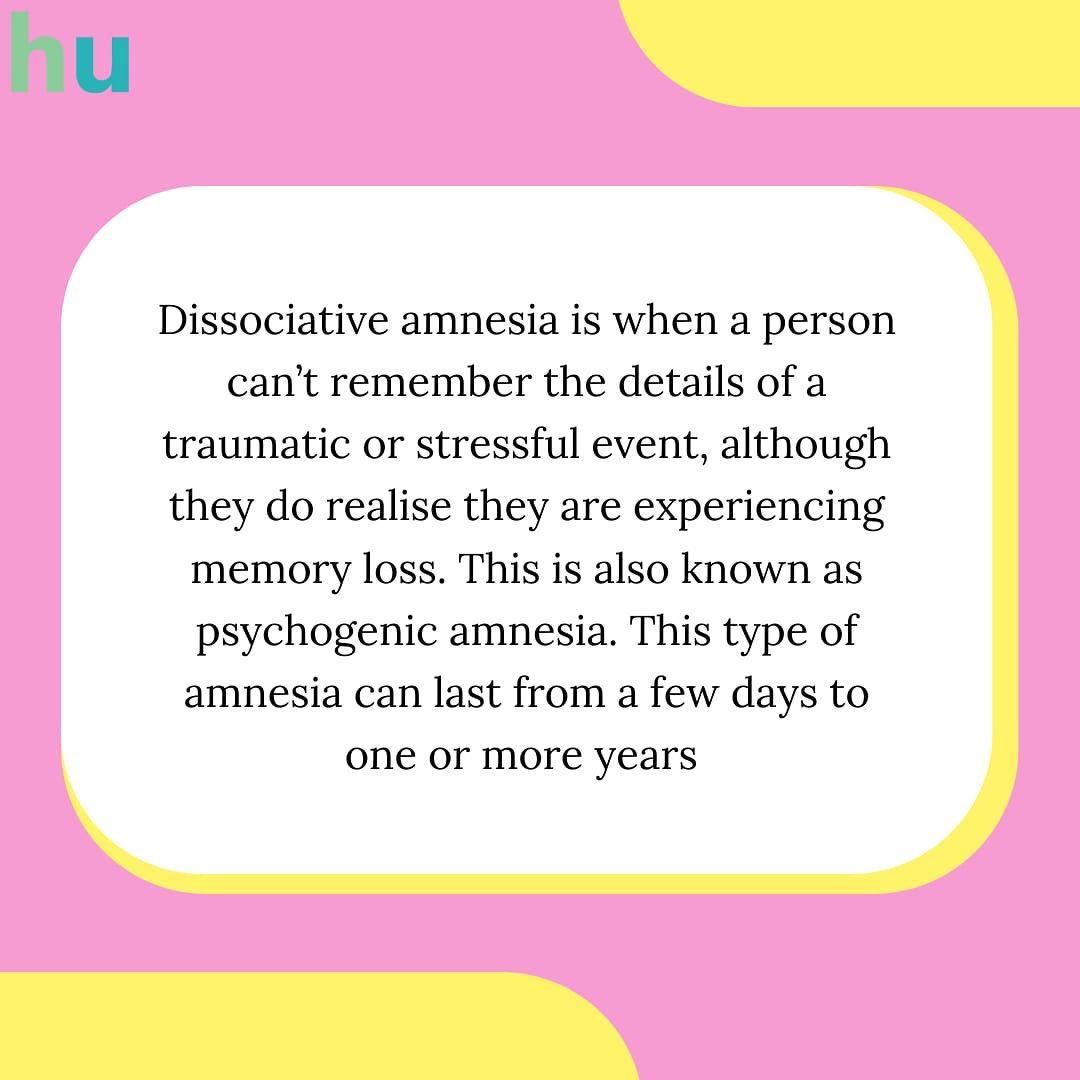 hu
Dissociative amnesia is when a person
can’t remember the details of a
traumatic or stressful event, although
they do realise they are experiencing
memory loss. This is also known as
psychogenic amnesia. This type of
amnesia can last from a few days to
one or more years